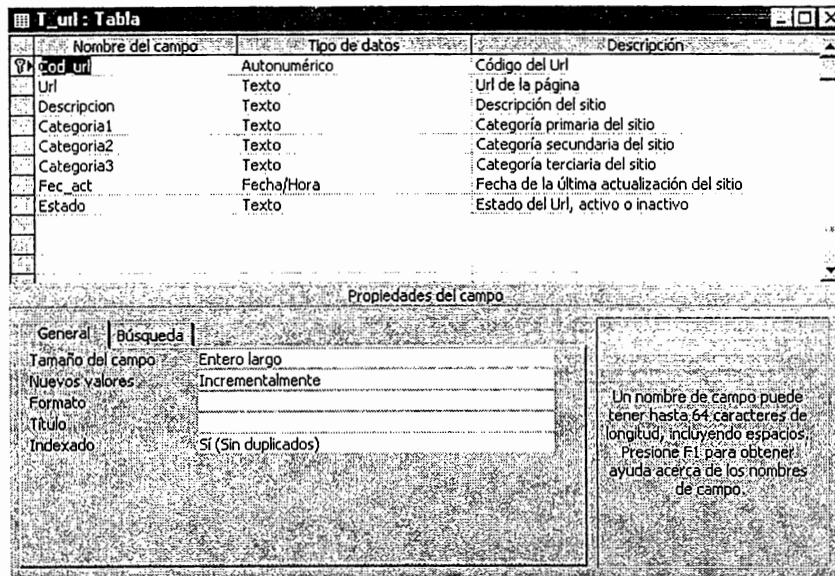 T_url : Tabla
Nombre del campo Tipo de datos Descripción
Cod_url Autonumérico Código del Url
Url Texto Url de la página
Descripcion Texto Descripción del sitio
Categoria1 Texto Categoría primaria del sitio
Categoria2 Texto Categoría secundaria del sitio
Categoria3 Texto Categoría terciaria del sitio
Fec_act Fecha/Hora Fecha de la última actualización del sitio
Estado Texto Estado del Url, activo o inactivo
Propiedades del campo
General Búsqueda
Tamaño del campo Entero largo
Nuevos valores Incrementalmente
Formato
Título
Indexado Sí (Sin duplicados)
Un nombre de campo puede
tener hasta 64 caracteres de
longitud, incluyendo espacios.
Presione F1 para obtener
ayuda acerca de los nombres
de campo.